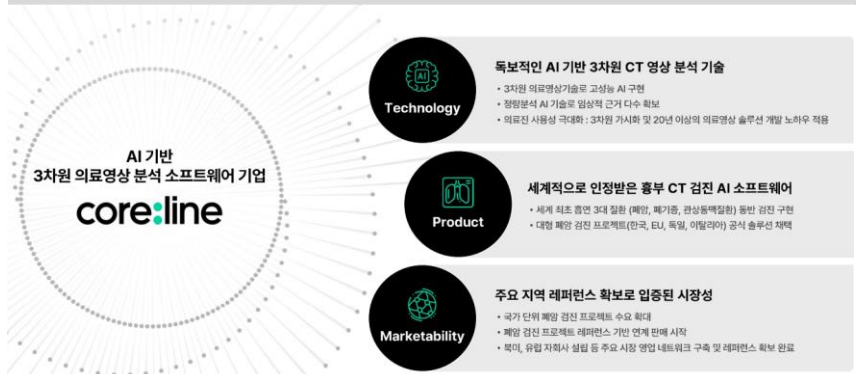 AI 기반
3차원 의료영상 분석 소프트웨어 기업
core:line
AI
Technology
독보적인 AI 기반 3차원 CT 영상 분석 기술
• 3차원 의료영상기술로 고성능 AI 구현
• 정량분석 AI 기술로 임상적 근거 다수 확보
• 의료진 사용성 극대화 : 3차원 가시화 및 20년 이상의 의료영상 솔루션 개발 노하우 적용
Product
세계적으로 인정받은 흉부 CT 검진 AI 소프트웨어
• 세계 최초 흡연 3대 질환 (폐암, 폐기종, 관상동맥질환) 동반 검진 구현
• 대형 폐암 검진 프로젝트(한국, EU, 독일, 이탈리아) 공식 솔루션 채택
Marketability
주요 지역 레퍼런스 확보로 입증된 시장성
• 국가 단위 폐암 검진 프로젝트 수요 확대
• 폐암 검진 프로젝트 레퍼런스 기반 연계 판매 시작
• 북미, 유럽 자회사 설립 등 주요 시장 영업 네트워크 구축 및 레퍼런스 확보 완료